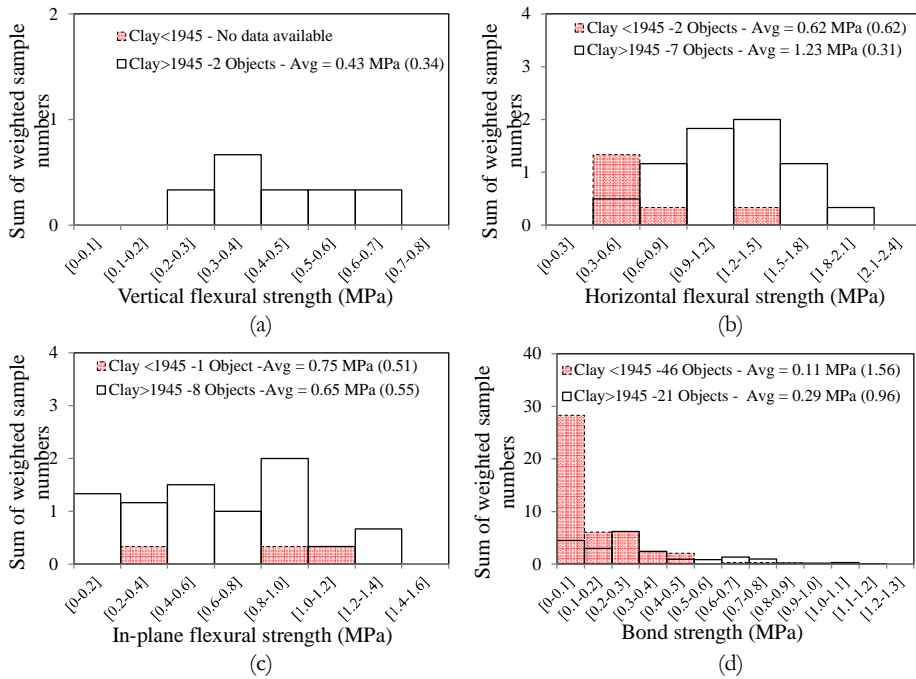 Sum of weighted sample
numbers
2
1
0
Clay<1945 - No data available
Clay>1945 -2 Objects - Avg = 0.43 MPa (0.34)
[0-0.1]
[0.1-0.2]
[0.2-0.3]
[0.3-0.4]
[0.4-0.5]
[0.5-0.6]
[0.6-0.7]
[0.7-0.8]
Vertical flexural strength (MPa)
(a)
Sum of weighted sample
numbers
4
2
0
Clay <1945 -2 Objects - Avg = 0.62 MPa (0.62)
Clay>1945 -7 Objects - Avg = 1.23 MPa (0.31)
[0-0.3]
[0.3-0.6]
[0.6-0.9]
[0.9-1.2]
[1.2-1.5]
[1.5-1.8]
[1.8-2.1]
[2.1-2.4]
Horizontal flexural strength (MPa)
(b)
Sum of weighted sample
numbers
4
3
2
1
0
Clay <1945 -1 Object-Avg = 0.75 MPa (0.51)
Clay>1945 -8 Objects -Avg = 0.65 MPa (0.55)
[0-0.2]
[0.2-0.4]
[0.4-0.6]
[0.6-0.8]
[0.8-1.0]
[1.0-1.2]
[1.2-1.4]
[1.4-1.6]
In-plane flexural strength (MPa)
(c)
Sum of weighted sample
numbers
40
30
20
10
0
Clay <1945 -46 Objects - Avg = 0.11 MPa (1.56)
Clay>1945 -21 Objects - Avg = 0.29 MPa (0.96)
[0-0.1]
[0.1-0.2]
[0.2-0.3]
[0.3-0.4]
[0.4-0.5]
[0.5-0.6]
[0.6-0.7]
[0.7-0.8]
[0.8-0.9]
[0.9-1.0]
[1.0-1.1]
[1.1-1.2]
[1.2-1.3]
Bond strength (MPa)
(d)